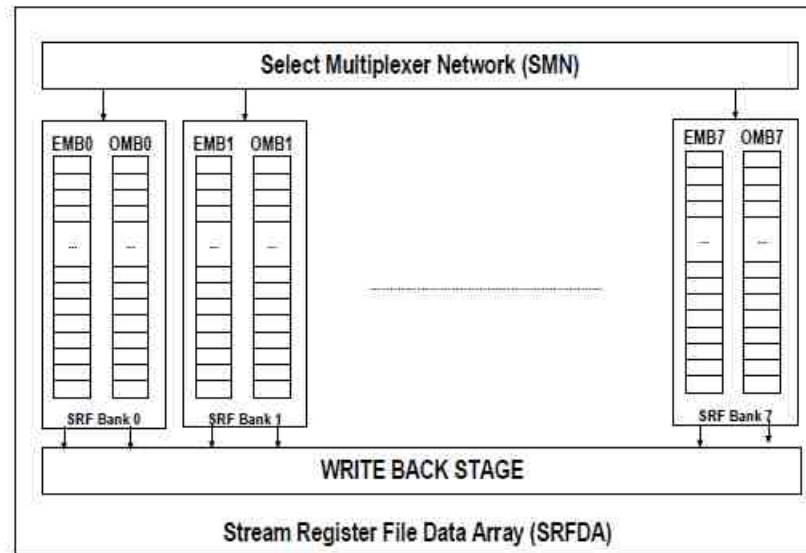 Select Multiplexer Network (SMN)
EMB0 OMB0 EMB1 OMB1 EMB7 OMB7
... ... ... ... ... ...
SRF Bank 0 SRF Bank 1 SRF Bank 7
WRITE BACK STAGE
Stream Register File Data Array (SRFDA)